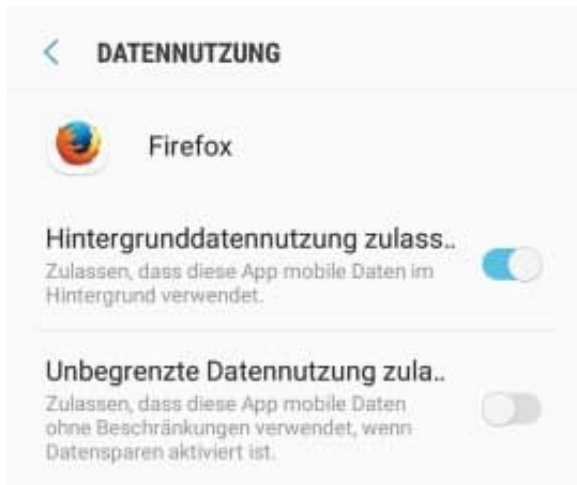 DATENNUTZUNG
Firefox
Hintergrunddatennutzung zulass..
Zulassen, dass diese App mobile Daten im
Hintergrund verwendet.
Unbegrenzte Datennutzung zula..
Zulassen, dass diese App mobile Daten
ohne Beschränkungen verwendet, wenn
Datensparen aktiviert ist.